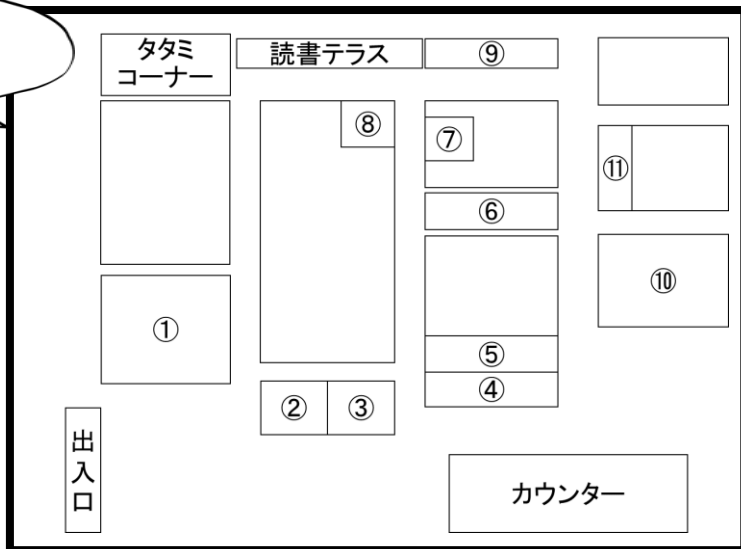 タタミ
コーナー
読書テラス
⑨
⑧
⑦
⑪
⑥
⑩
①
⑤
④
②
③
出入口
カウンター